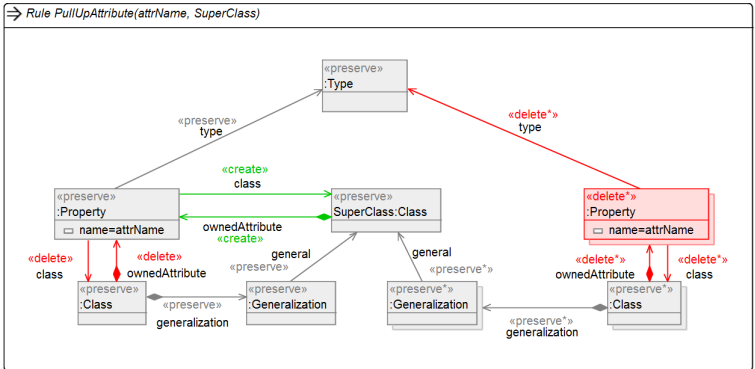 Rule PullUpAttribute(attrName, SuperClass)
«preserve»
:Type
«preserve»
type
«delete*»
type
«create»
class
«preserve»
:Property
name=attrName
«preserve»
SuperClass:Class
«delete*»
:Property
name=attrName
ownedAttribute
«create»
«delete»
class
«delete»
ownedAttribute
general
«preserve»
general
«preserve*»
«delete*»
ownedAttribute
«delete*»
class
«preserve»
:Class
«preserve»
generalization
«preserve»
:Generalization
«preserve*»
:Generalization
«preserve*»
generalization
«preserve*»
:Class